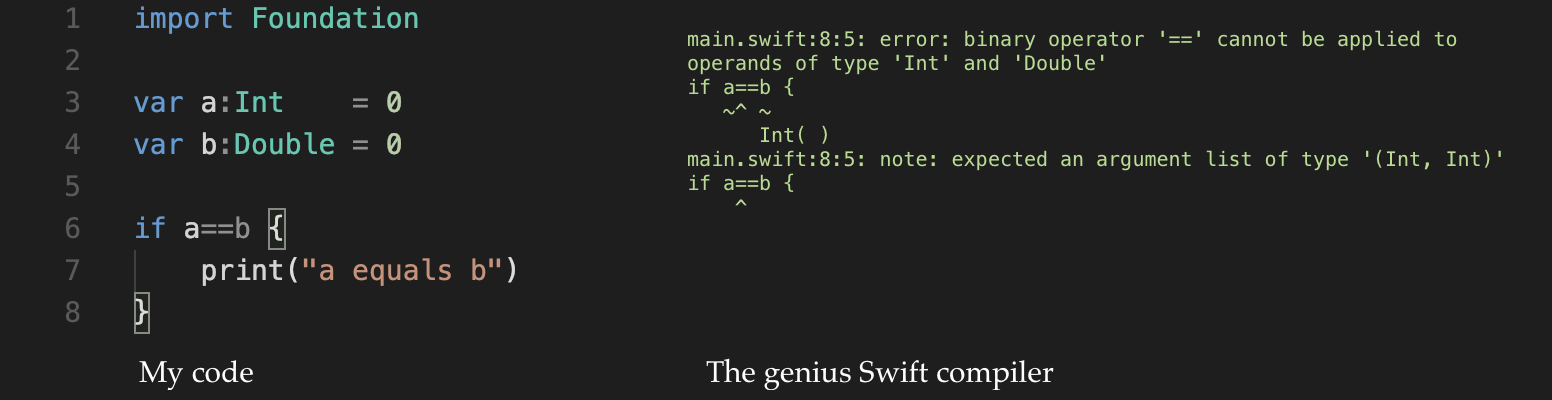 1 import Foundation
2
3 var a:Int    = 0
4 var b:Double = 0
5
6 if a==b {
7     print("a equals b")
8 }
My code
main.swift:8:5: error: binary operator '==' cannot be applied to
operands of type 'Int' and 'Double'
if a==b {
   ~^ ~
      Int( )
main.swift:8:5: note: expected an argument list of type '(Int, Int)'
if a==b {
    ^
The genius Swift compiler